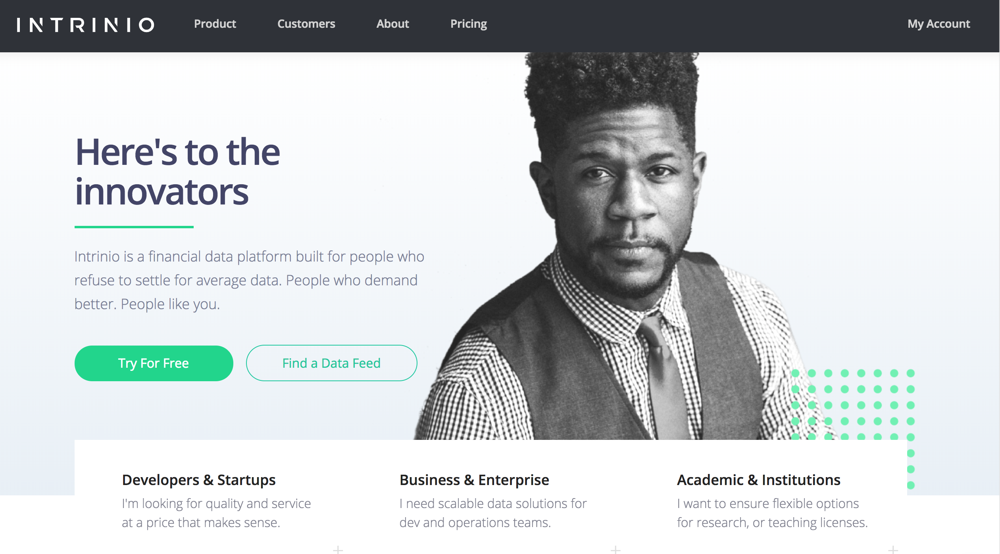 INTRINIO
Product
Customers
About
Pricing
My Account
Here's to the
innovators
Intrinio is a financial data platform built for people who
refuse to settle for average data. People who demand
better. People like you.
Try For Free
Find a Data Feed
Developers & Startups
I'm looking for quality and service
at a price that makes sense.
Business & Enterprise
I need scalable data solutions for
dev and operations teams.
Academic & Institutions
I want to ensure flexible options
for research, or teaching licenses.